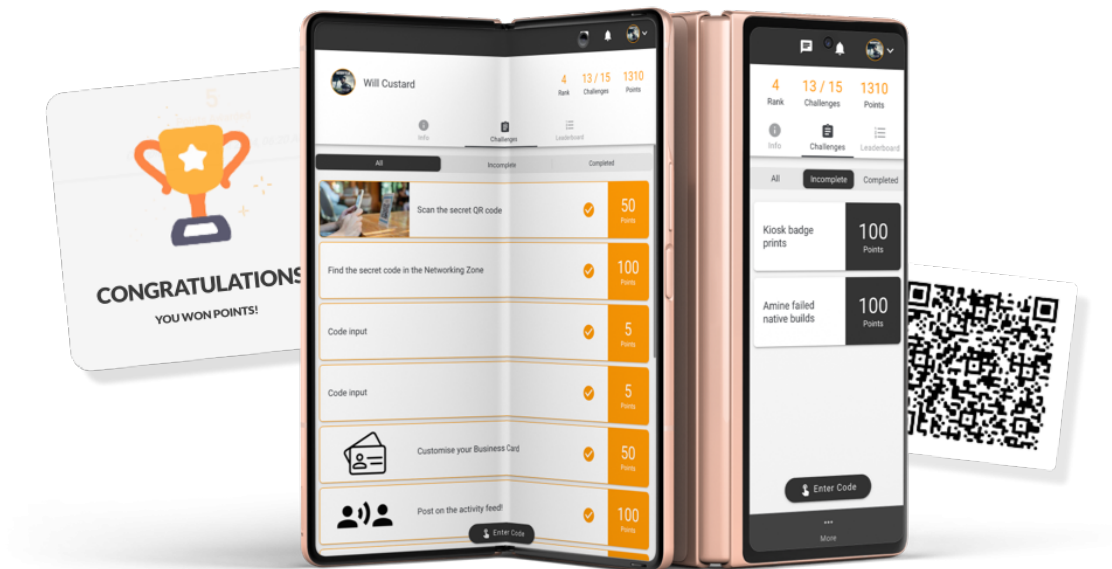 5
CONGRATULATIONS
YOU WON POINTS!
Will Custard
4
Rank
13 / 15
Challenges
1310
Points
Info
Challenges
Leaderboard
All
Incomplete
Completed
Scan the secret QR code
50
Points
Find the secret code in the Networking Zone
100
Points
Code input
5
Points
Code input
5
Points
Customise your Business Card
50
Points
Post on the activity feed!
100
Points
Enter Code
4
Rank
13 / 15
Challenges
1310
Points
Info
Challenges
Leaderboard
All
Incomplete
Completed
Kiosk badge
prints
100
Points
Amine failed
native builds
100
Points
Enter Code
More